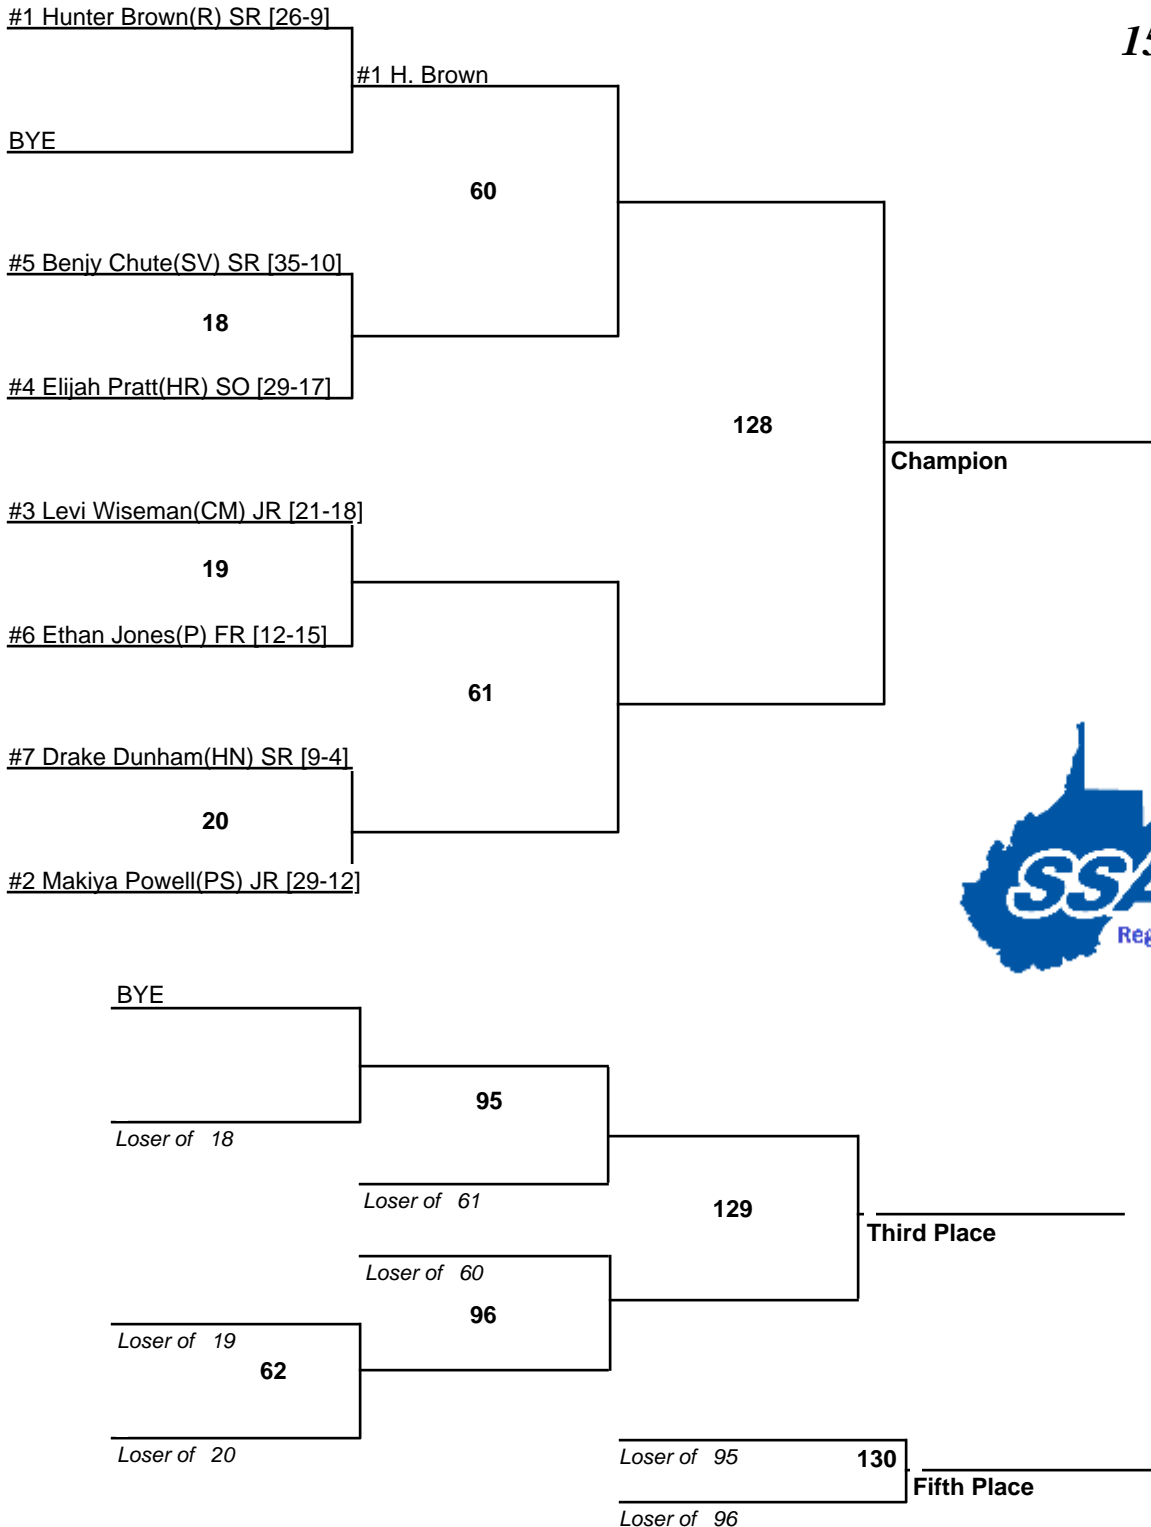 #1 Hunter Brown(R) SR [26-9]
15
#1 H. Brown
BYE
60
#5 Benjy Chute(SV) SR [35-10]
18
#4 Elijah Pratt(HR) SO [29-17]
128
Champion
#3 Levi Wiseman(CM) JR [21-18]
19
#6 Ethan Jones(P) FR [12-15]
61
#7 Drake Dunham(HN) SR [9-4]
20
#2 Makiya Powell(PS) JR [29-12]
SSA
Reg
BYE
95
Loser of 18
Loser of 61
129
Third Place
Loser of 60
96
Loser of 19
62
Loser of 20
Loser of 95
130
Fifth Place
Loser of 96